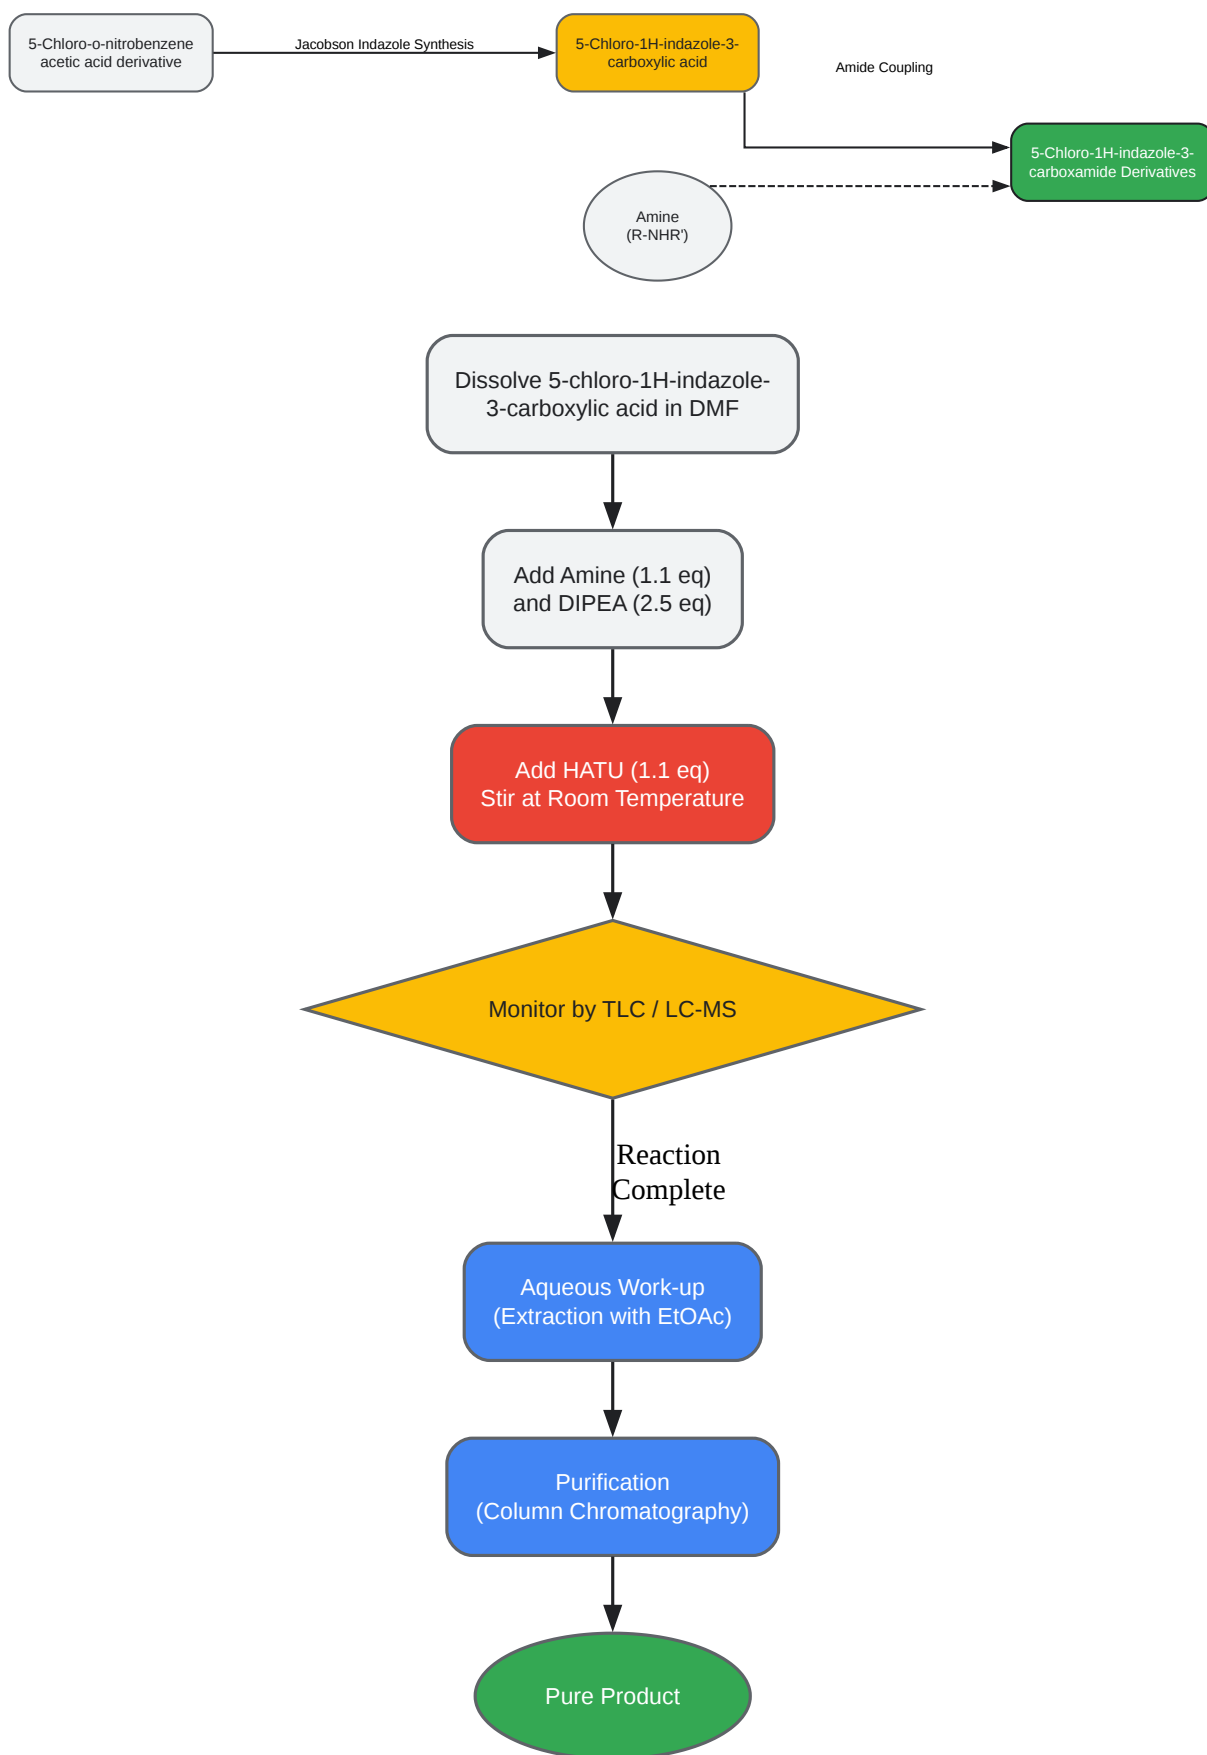 5-Chloro-o-nitrobenzene
acetic acid derivative
Jacobson Indazole Synthesis
5-Chloro-1H-indazole-3-
carboxylic acid
Amide Coupling
5-Chloro-1H-indazole-3-
carboxamide Derivatives
Amine
(R-NHR')
Dissolve 5-chloro-1H-indazole-
3-carboxylic acid in DMF
Add Amine (1.1 eq)
and DIPEA (2.5 eq)
Add HATU (1.1 eq)
Stir at Room Temperature
Monitor by TLC / LC-MS
Reaction
Complete
Aqueous Work-up
(Extraction with EtOAc)
Purification
(Column Chromatography)
Pure Product